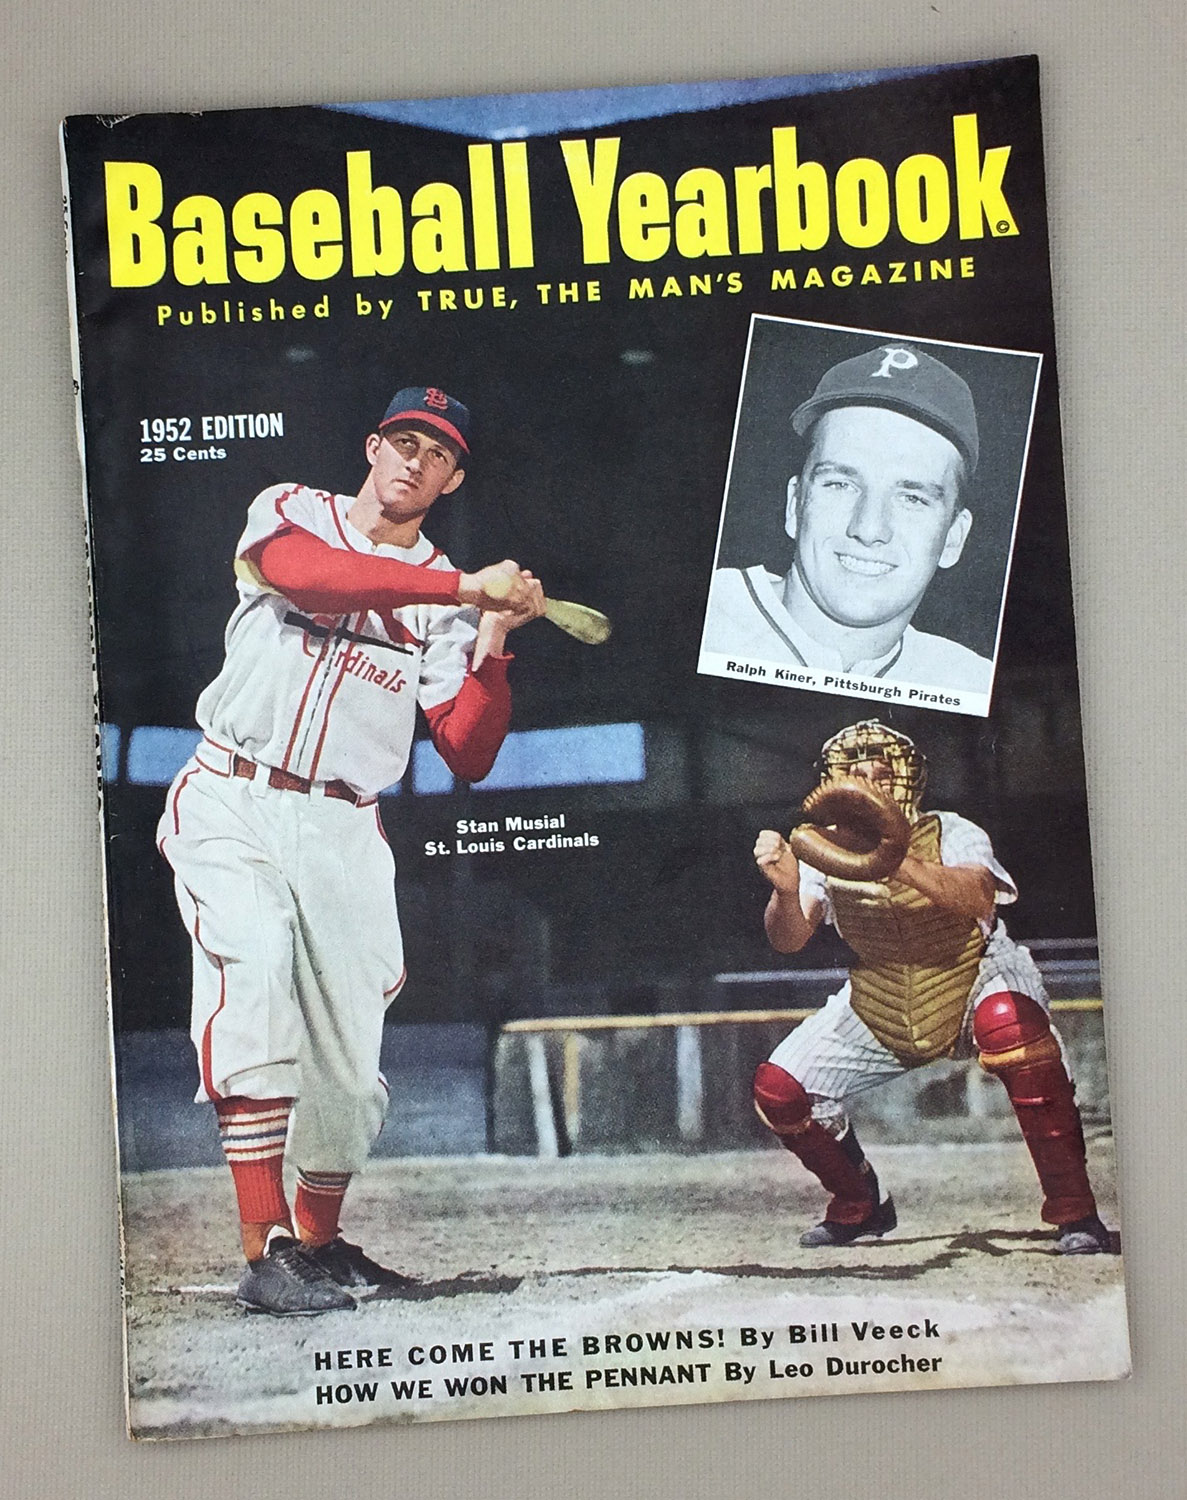 Baseball Yearbook ©
Published by TRUE, THE MAN'S MAGAZINE
1952 EDITION
25 Cents
P
StL
Cardinals
Ralph Kiner, Pittsburgh Pirates
Stan Musial
St. Louis Cardinals
HERE COME THE BROWNS! By Bill Veeck
HOW WE WON THE PENNANT By Leo Durocher